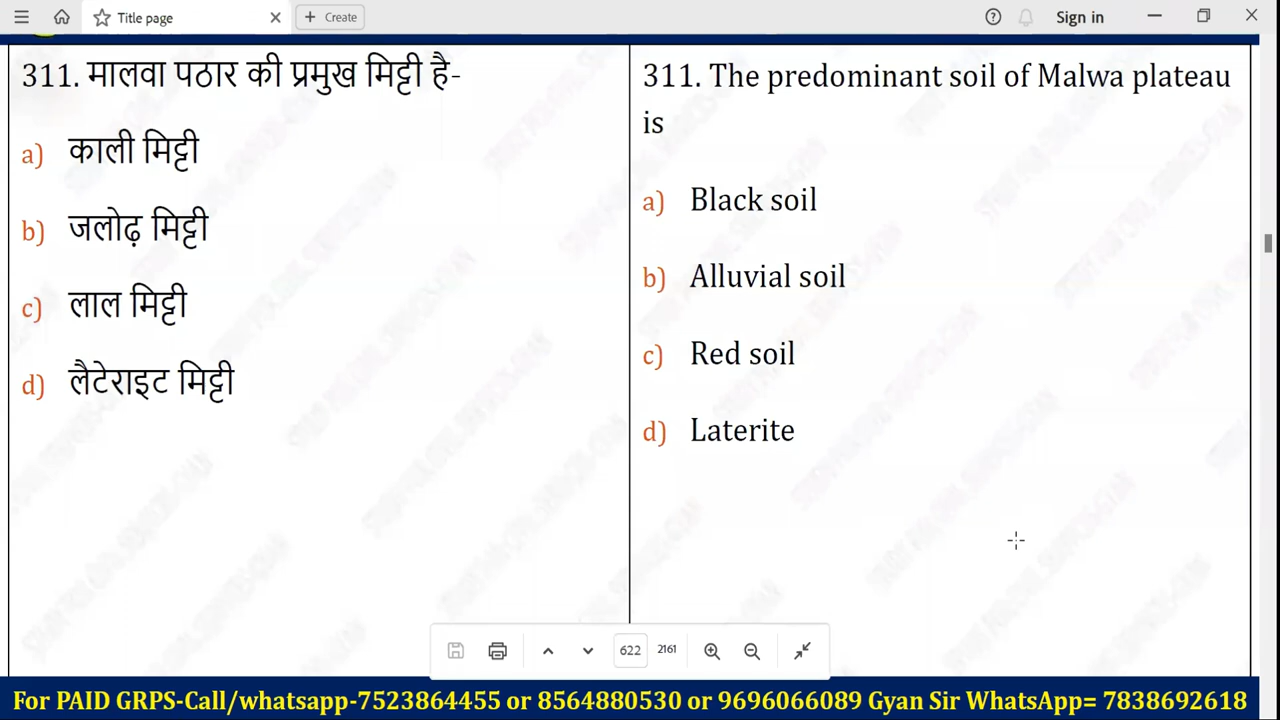 Title page
Create
Sign in
311. मालवा पठार की प्रमुख मिट्टी है-
a) काली मिट्टी
b) जलोढ़ मिट्टी
c) लाल मिट्टी
d) लैटेराइट मिट्टी
311. The predominant soil of Malwa plateau
is
a) Black soil
b) Alluvial soil
c) Red soil
d) Laterite
622 2161
For PAID GRPS-Call/whatsapp-7523864455 or 8564880530 or 9696066089 Gyan Sir WhatsApp= 7838692618